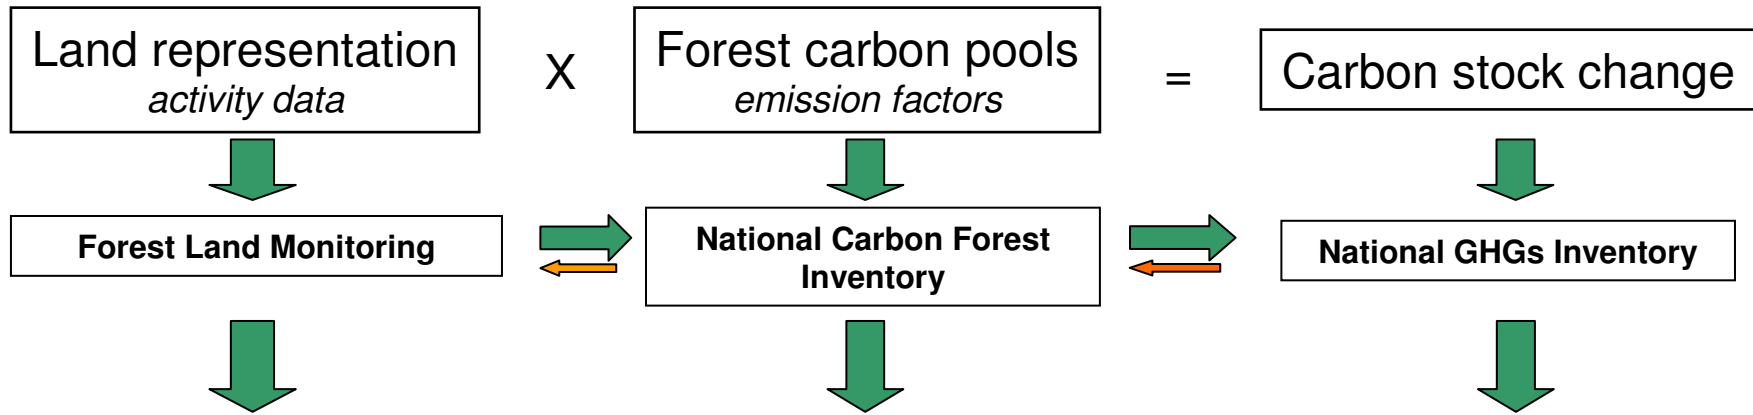 Land representation
activity data
X
Forest carbon pools
emission factors
=
Carbon stock change
Forest Land Monitoring
National Carbon Forest
Inventory
National GHGs Inventory